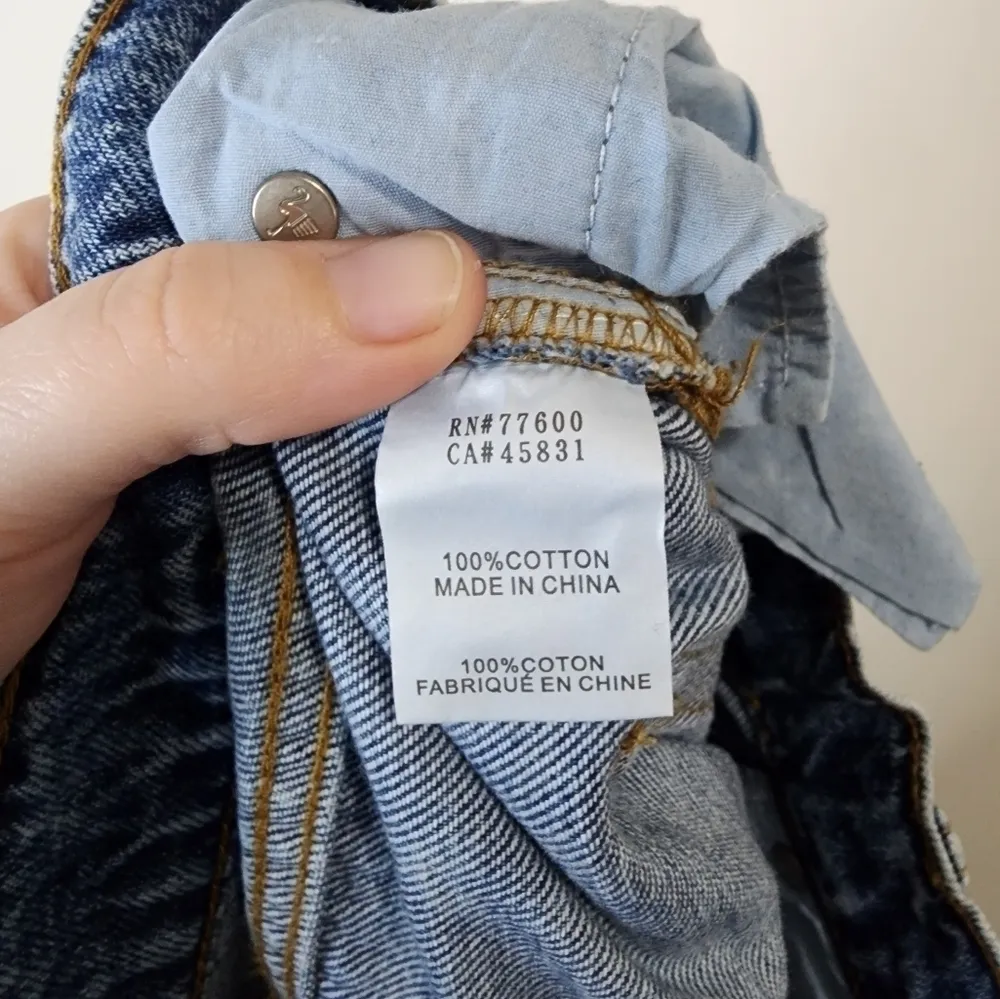 RN#77600
CA#45831
100%COTTON
MADE IN CHINA
100%COTON
FABRIQUÉ EN CHINE